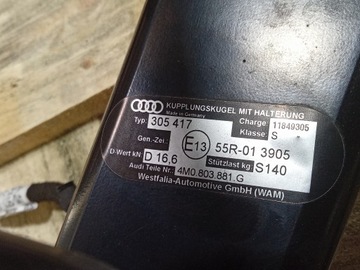 KUPPLUNGSKUGEL MIT HALTERUNG
Made in Germany
Typ: 305 417 Charge 11849305
Klasse S
Gen.-Zei.: E13 55R-01 3905
D-Wert kN D 16,6 Stützlast kg S140
Audi Teile Nr.: 4M0.803.881.G
Westfalia-Automotive GmbH (WAM)